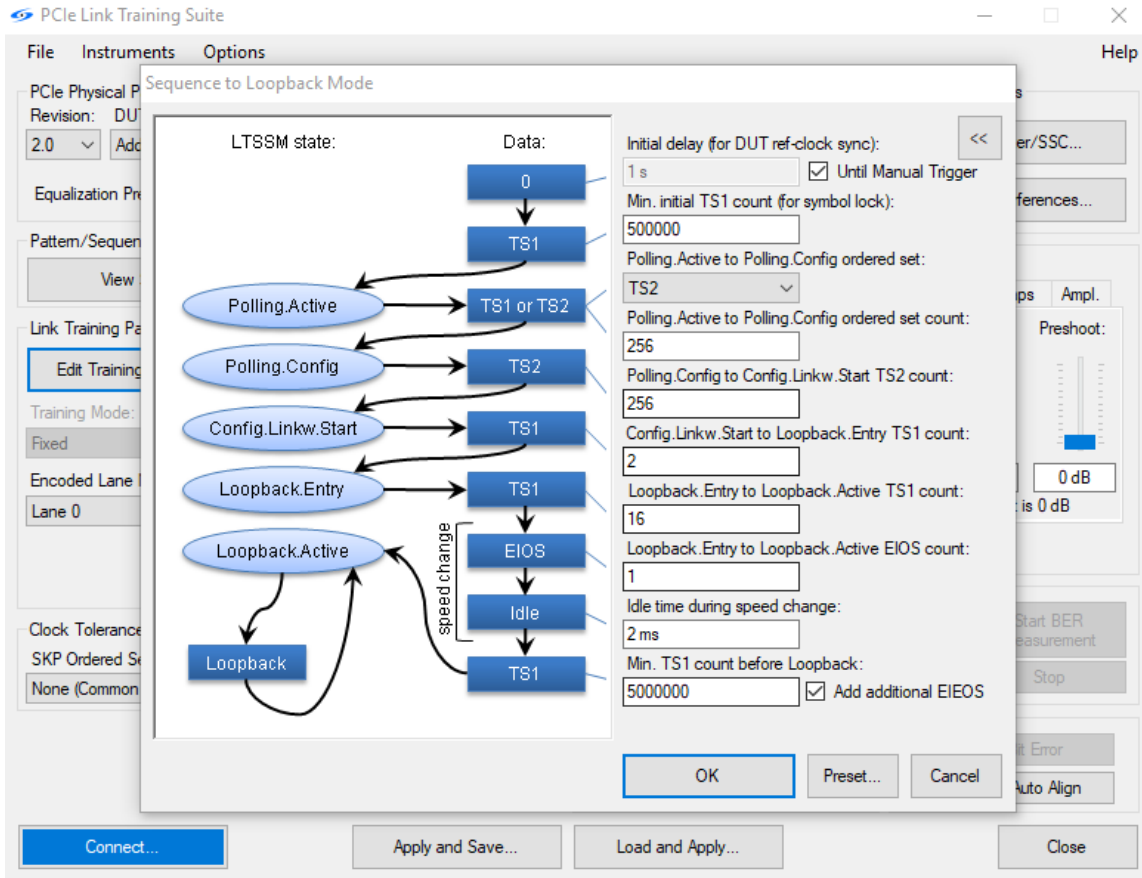 PCIe Link Training Suite
File Instruments Options Help
PCIe Physical P
Revision: DU
2.0 Add
Equalization Pre
Pattern/Sequen
View
Link Training Pa
Edit Training
Training Mode:
Fixed
Encoded Lane
Lane 0
Clock Tolerance
SKP Ordered Se
None (Common
Sequence to Loopback Mode
LTSSM state: Data:
0
TS1
Polling.Active TS1 or TS2
Polling.Config TS2
Config.Linkw.Start TS1
Loopback.Entry TS1
Loopback.Active EIOS
speed change
Idle
Loopback TS1
<<
Initial delay (for DUT ref-clock sync):
1 s Until Manual Trigger
Min. initial TS1 count (for symbol lock):
500000
Polling.Active to Polling.Config ordered set:
TS2
Polling.Active to Polling.Config ordered set count:
256
Polling.Config to Config.Linkw.Start TS2 count:
256
Config.Linkw.Start to Loopback.Entry TS1 count:
2
Loopback.Entry to Loopback.Active TS1 count:
16
Loopback.Entry to Loopback.Active EIOS count:
1
Idle time during speed change:
2 ms
Min. TS1 count before Loopback:
5000000 Add additional EIEOS
OK Preset... Cancel
s
er/SSC...
ferences...
ps Ampl.
Preshoot:
0 dB
is 0 dB
Start BER
easurement
Stop
it Error
Auto Align
Connect... Apply and Save... Load and Apply... Close